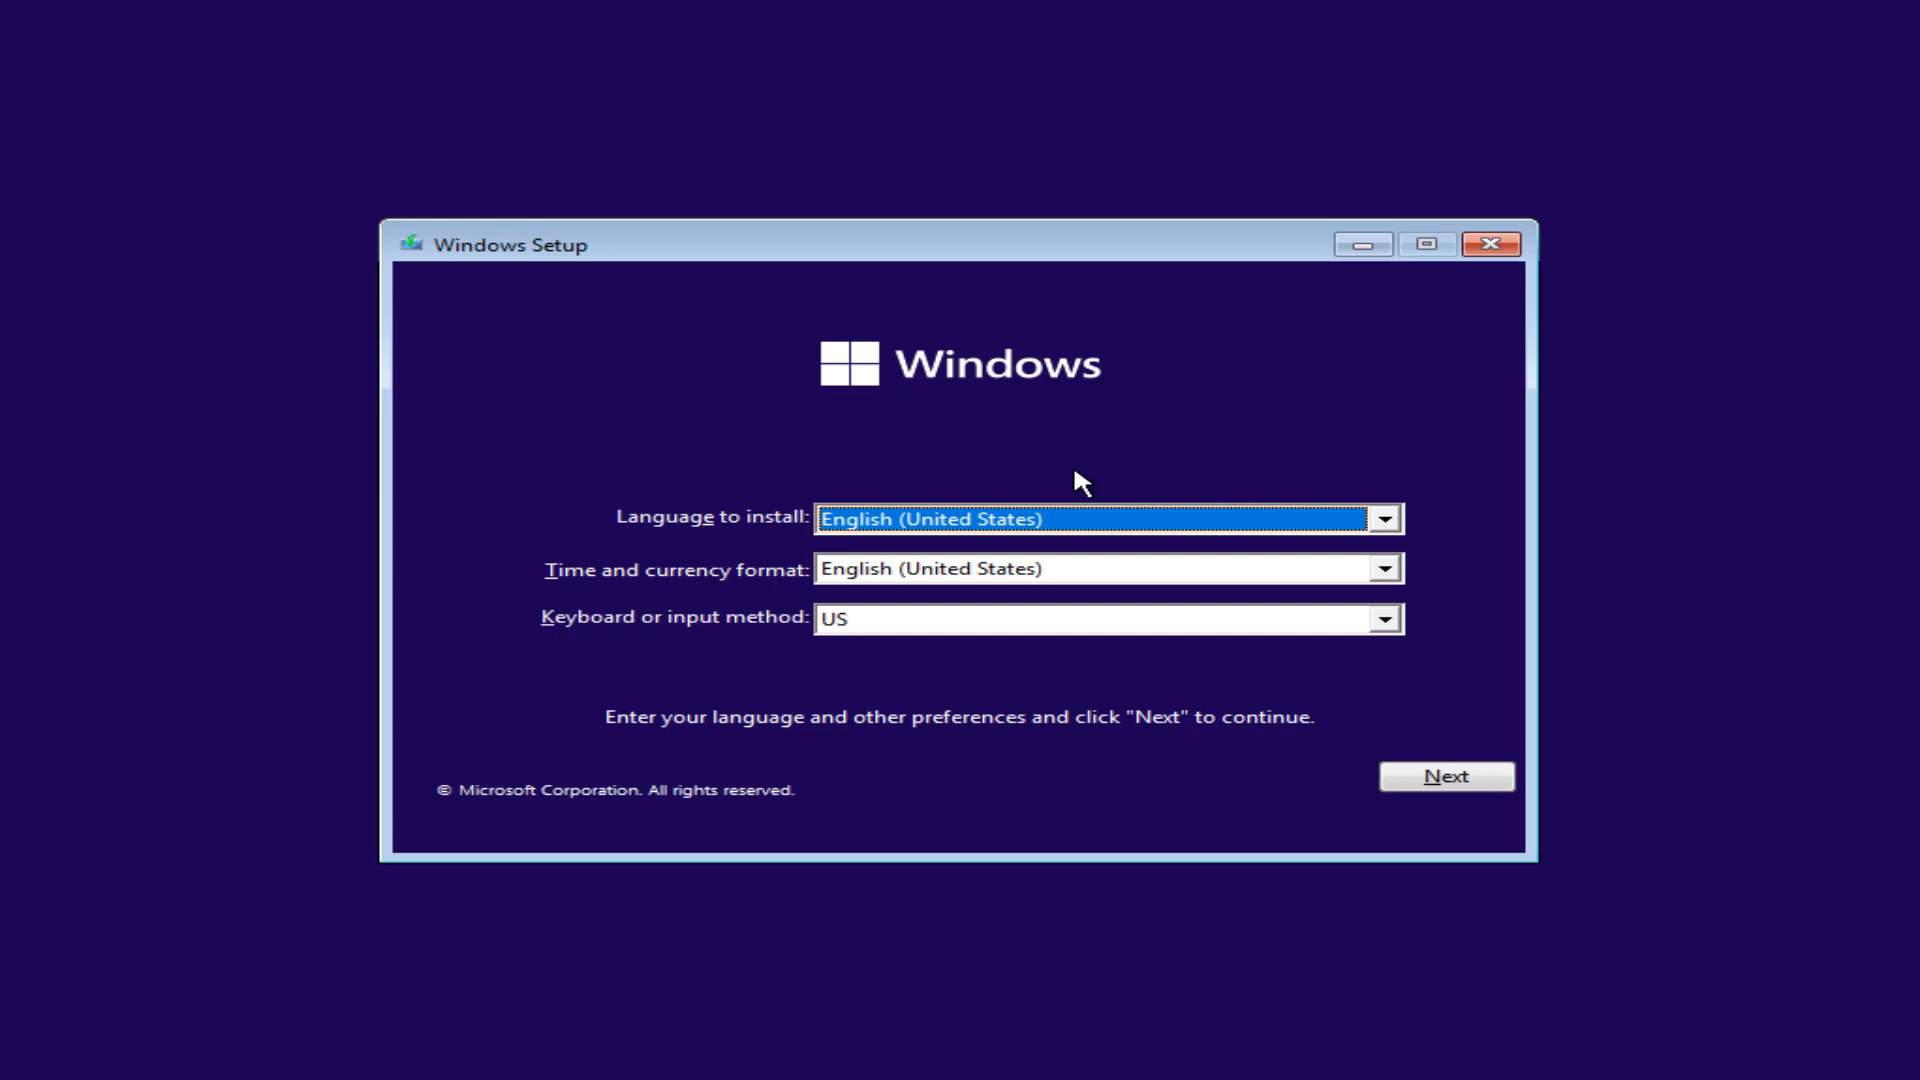 Windows Setup
Windows
Language to install: English (United States)
Time and currency format: English (United States)
Keyboard or input method: US
Enter your language and other preferences and click "Next" to continue.
Next
© Microsoft Corporation. All rights reserved.